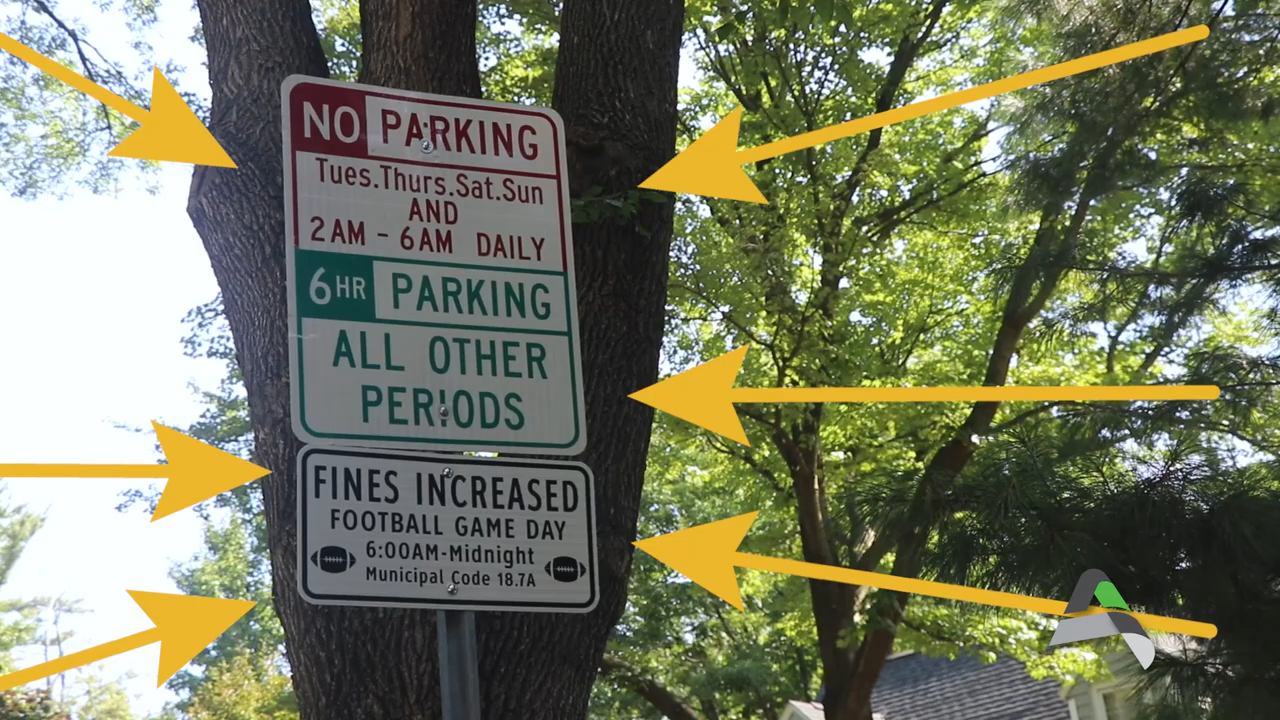 NO PARKING
Tues.Thurs.Sat.Sun
AND
2AM - 6AM DAILY
6HR PARKING
ALL OTHER
PERIODS
FINES INCREASED
FOOTBALL GAME DAY
6:00AM-Midnight
Municipal Code 18.7A